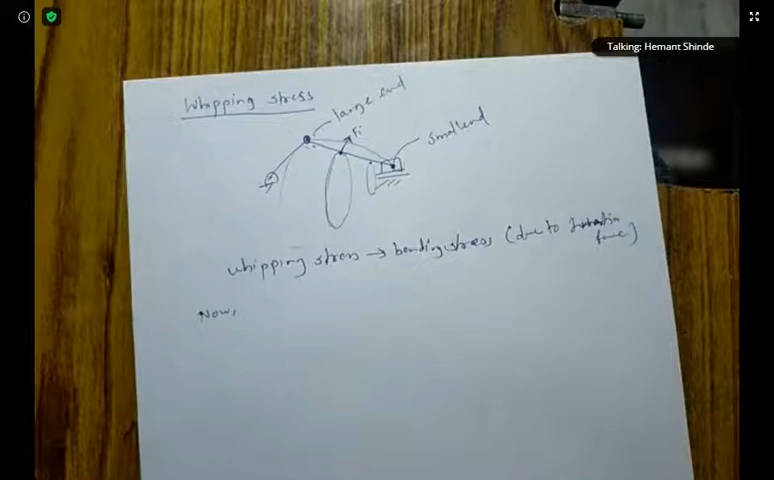 Talking: Hemant Shinde
Whipping stress
large end
Fi
small end
whipping stress → bending stress (due to Inertia
force)
Now,